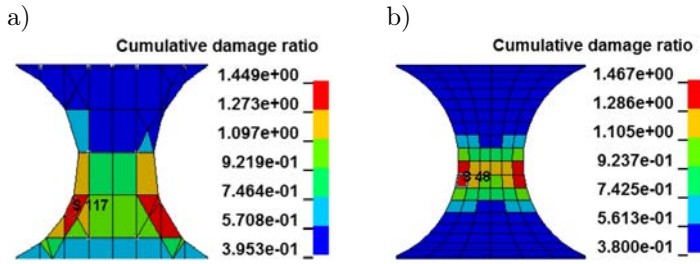 a)
Cumulative damage ratio
1.449e+00
1.273e+00
1.097e+00
9.219e-01
7.464e-01
5.708e-01
3.953e-01
S 117
b)
Cumulative damage ratio
1.467e+00
1.286e+00
1.105e+00
9.237e-01
7.425e-01
5.613e-01
3.800e-01
S 48